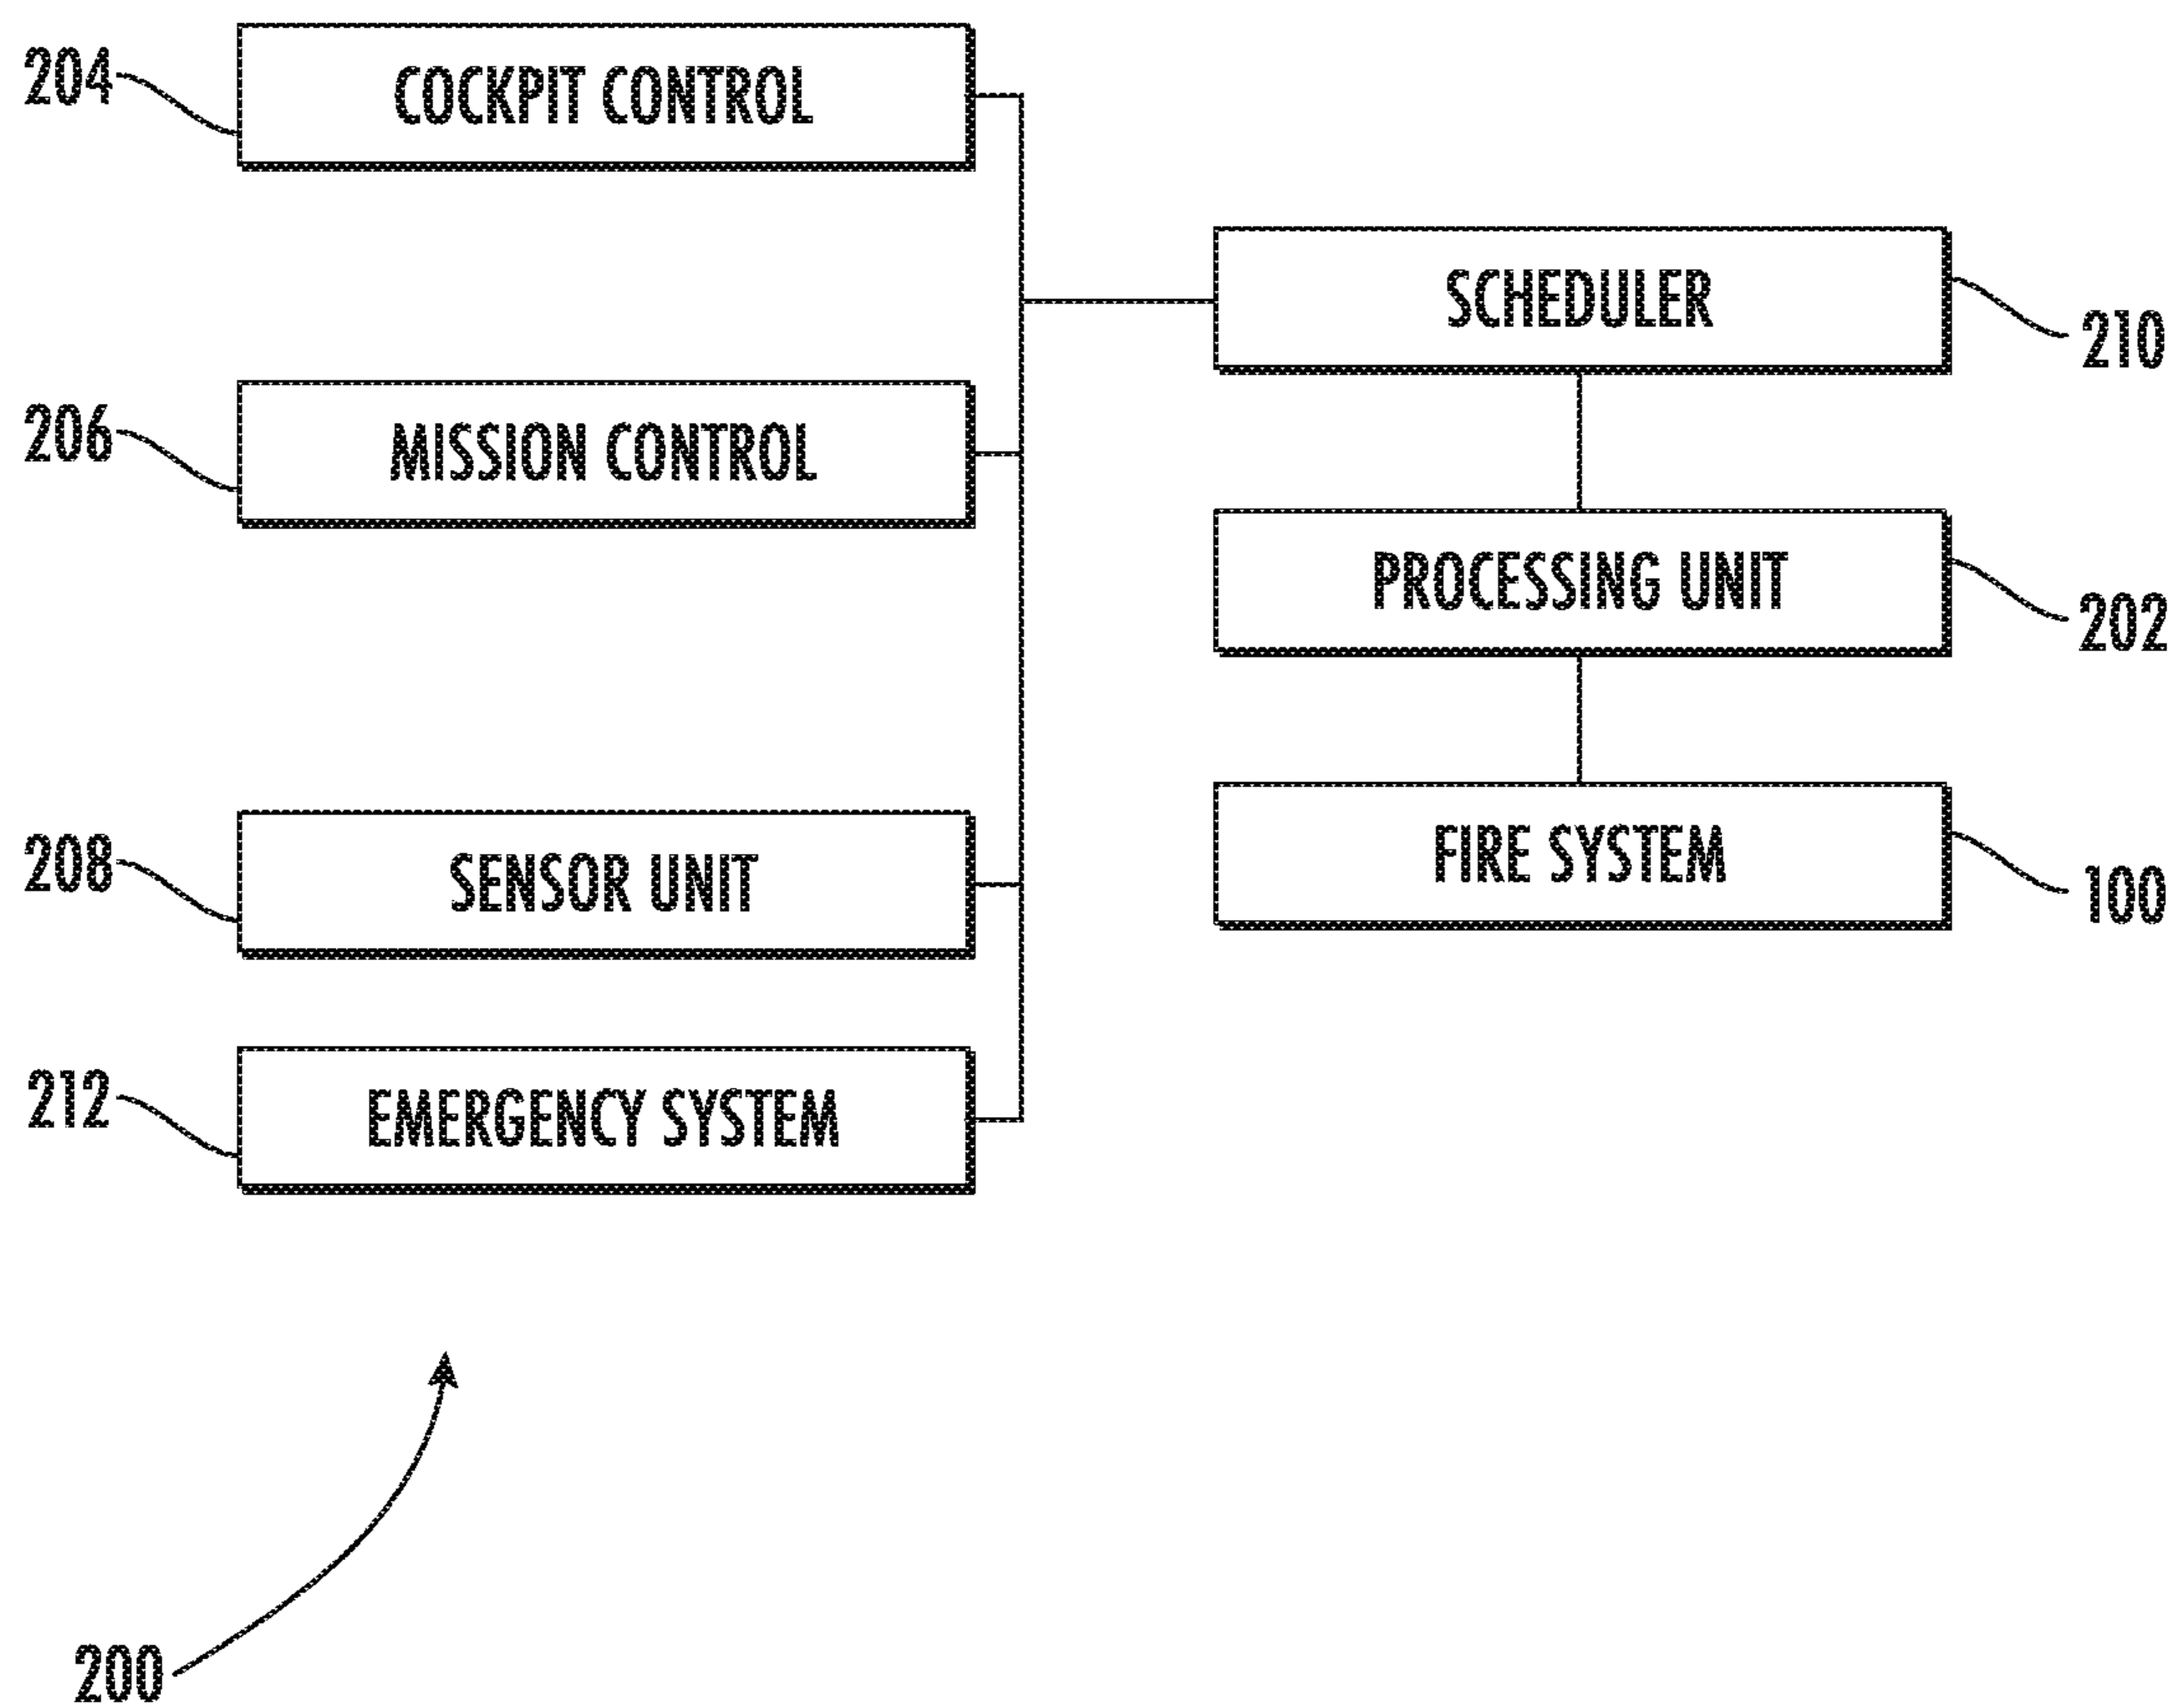 204
COCKPIT CONTROL
SCHEDULER
210
206
MISSION CONTROL
PROCESSING UNIT
202
208
SENSOR UNIT
FIRE SYSTEM
100
212
EMERGENCY SYSTEM
200